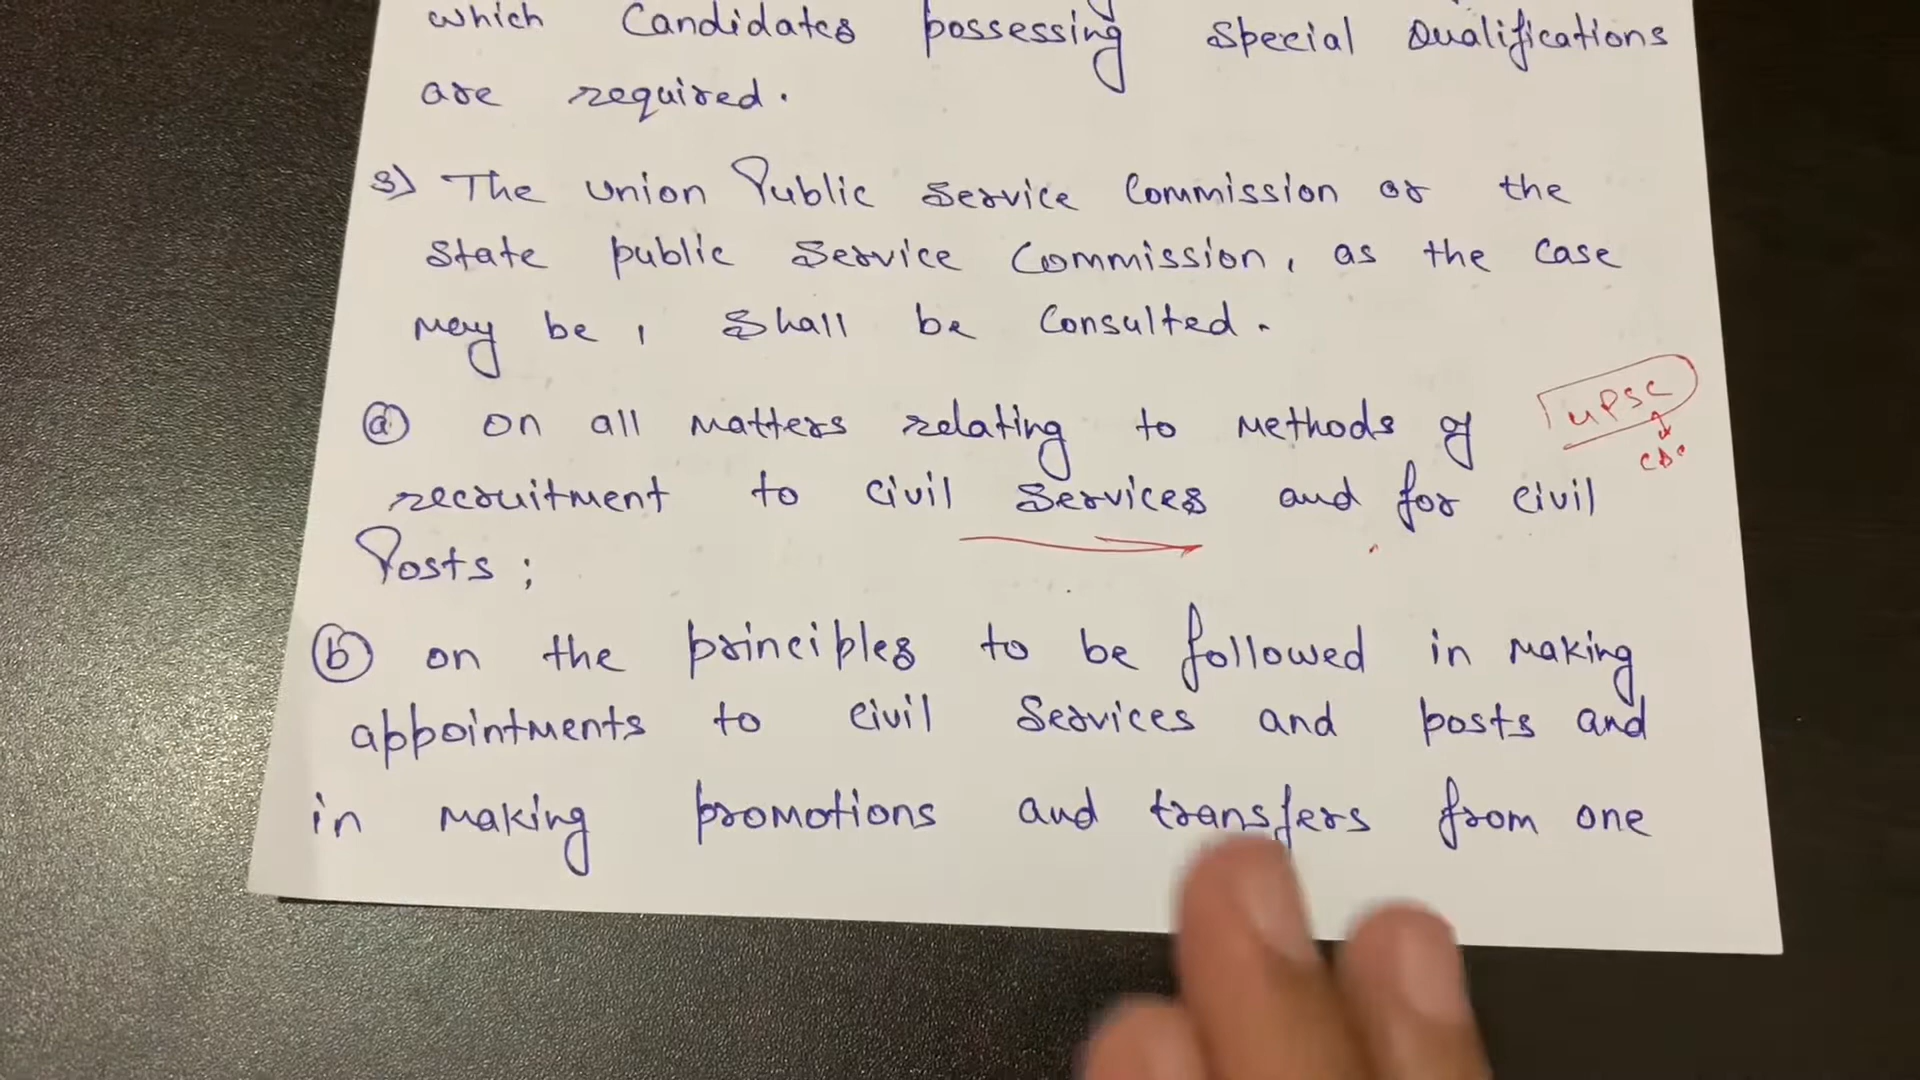 which Candidates possessing Special Qualifications
are required.
3) The Union Public Service Commission or the
State public Service Commission, as the case
may be, Shall be Consulted.
UPSC
ⓐ on all matters relating to Methods of
recruitment to Civil Services and for Civil
Posts;
ⓑ on the principles to be followed in making
appointments to civil Services and posts and
in making promotions and transfers from one